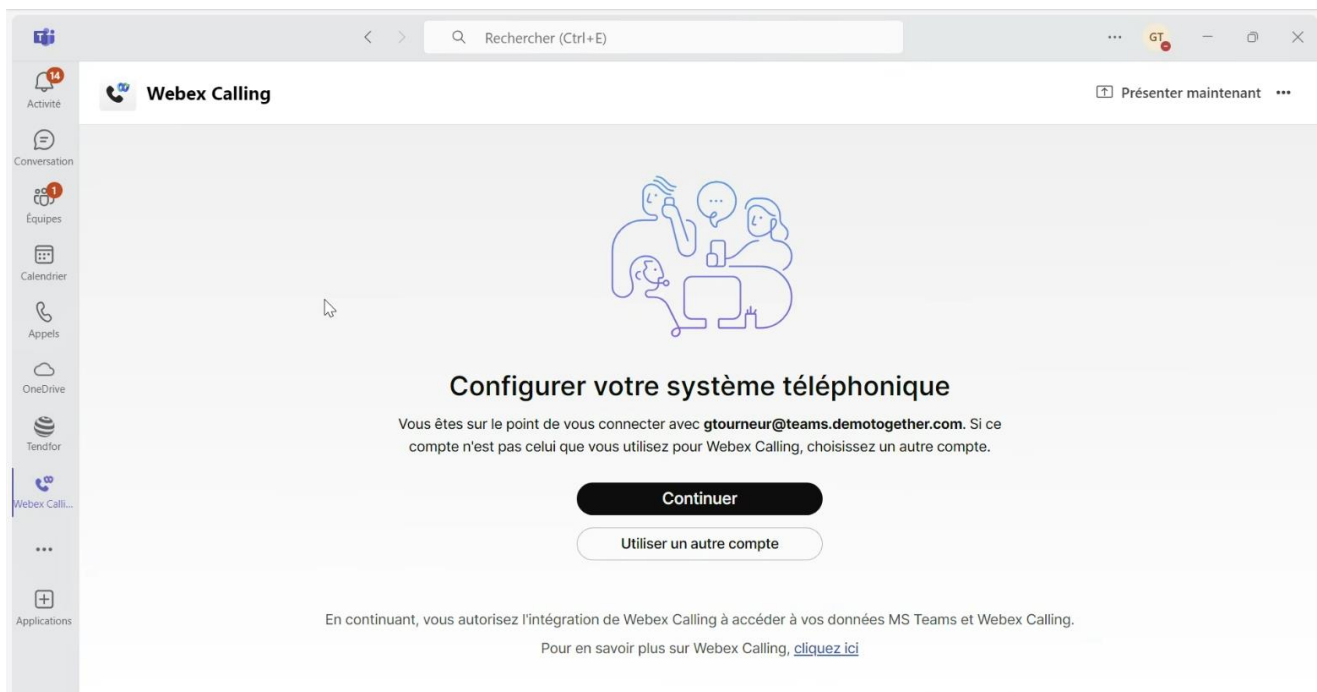 Rechercher (Ctrl+E)
GT
14
Activité
Webex Calling
Présenter maintenant
Conversation
1
Équipes
Calendrier
Appels
OneDrive
Tendfor
Webex Calli...
Applications
Configurer votre système téléphonique
Vous êtes sur le point de vous connecter avec gtourneur@teams.demotogether.com. Si ce
compte n'est pas celui que vous utilisez pour Webex Calling, choisissez un autre compte.
Continuer
Utiliser un autre compte
En continuant, vous autorisez l'intégration de Webex Calling à accéder à vos données MS Teams et Webex Calling.
Pour en savoir plus sur Webex Calling, cliquez ici